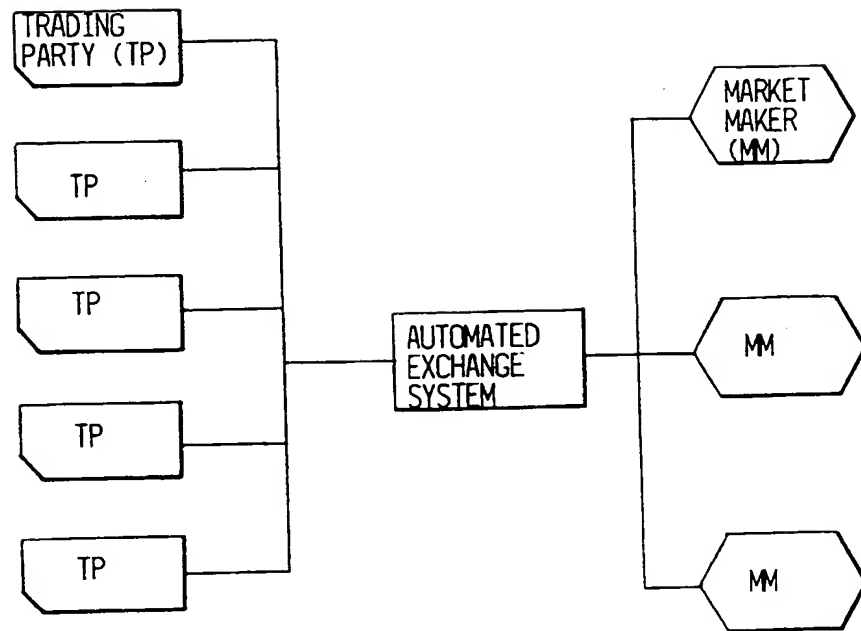 TRADING
PARTY (TP)
TP
TP
TP
TP
AUTOMATED
EXCHANGE
SYSTEM
MARKET
MAKER
(MM)
MM
MM